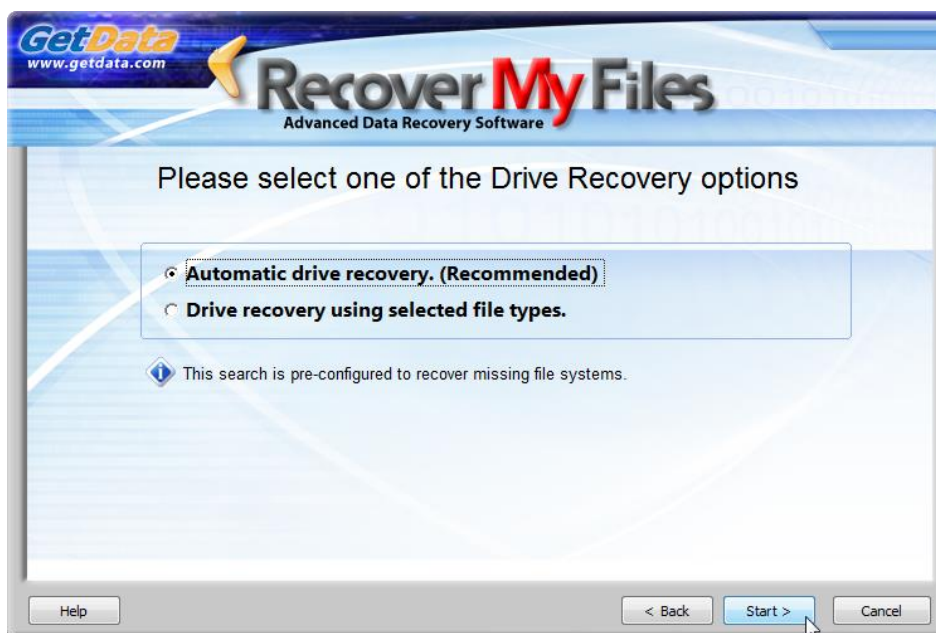 GetData
www.getdata.com
Recover My Files
Advanced Data Recovery Software
Please select one of the Drive Recovery options
Automatic drive recovery. (Recommended)
Drive recovery using selected file types.
This search is pre-configured to recover missing file systems.
Help
< Back
Start >
Cancel